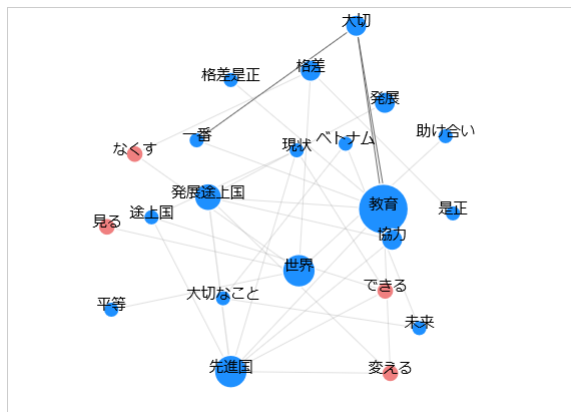 大切
格差
格差是正
発展
助け合い
一番
なくす
現状
ベトナム
発展途上国
教育
途上国
是正
見る
協力
世界
できる
大切なこと
平等
未来
先進国
変える